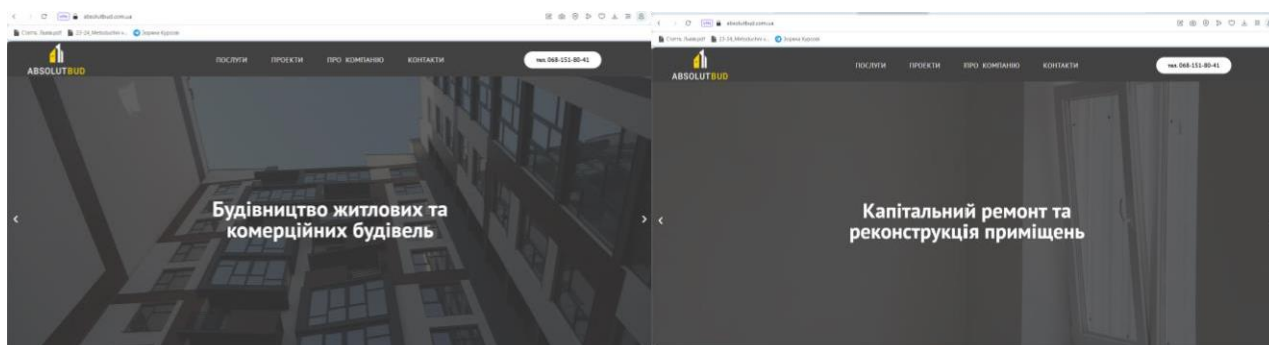 VPN absolutbud.com.ua
ABSOLUTBUD
ПОСЛУГИ ПРОЕКТИ ПРО КОМПАНІЮ КОНТАКТИ
тел. 068-151-80-41
Будівництво житлових та
комерційних будівель
VPN absolutbud.com.ua
ABSOLUTBUD
ПОСЛУГИ ПРОЕКТИ ПРО КОМПАНІЮ КОНТАКТИ
тел. 068-151-80-41
Капітальний ремонт та
реконструкція приміщень